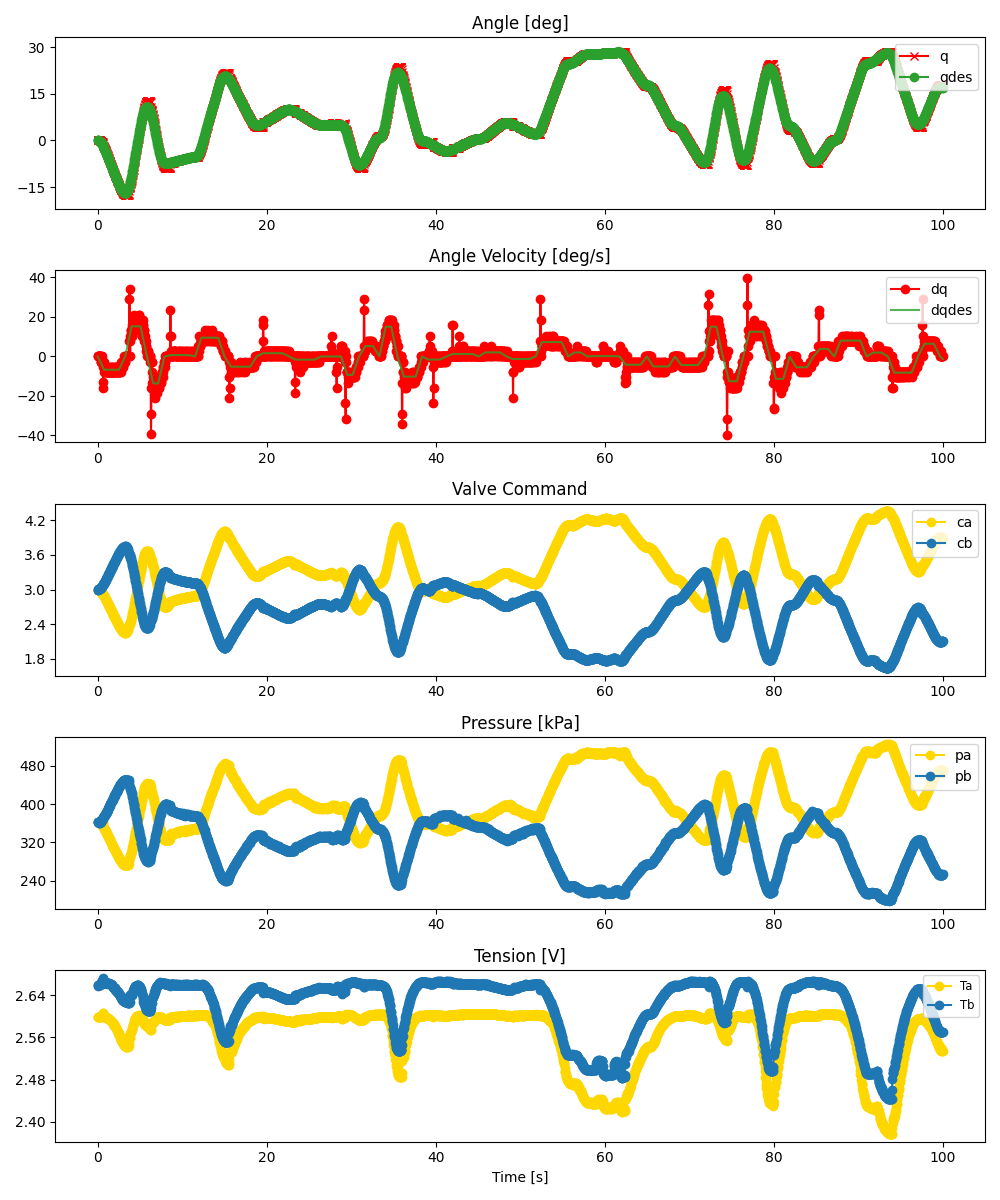 Angle [deg]
30
15
0
−15
q
qdes
0 20 40 60 80 100
Angle Velocity [deg/s]
40
20
0
−20
−40
dq
dqdes
0 20 40 60 80 100
Valve Command
4.2
3.6
3.0
2.4
1.8
ca
cb
0 20 40 60 80 100
Pressure [kPa]
480
400
320
240
pa
pb
0 20 40 60 80 100
Tension [V]
2.64
2.56
2.48
2.40
Ta
Tb
0 20 40 60 80 100
Time [s]